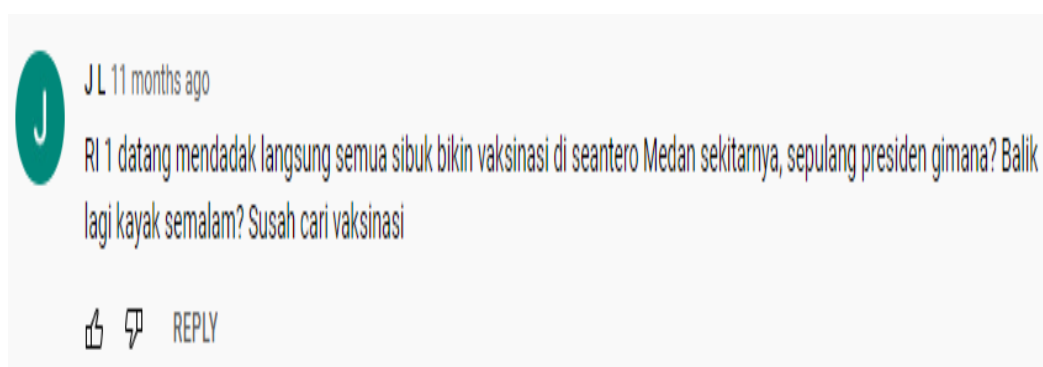 J
J L 11 months ago
RI 1 datang mendadak langsung semua sibuk bikin vaksinasi di seantero Medan sekitarnya, sepulang presiden gimana? Balik
lagi kayak semalam? Susah cari vaksinasi
REPLY